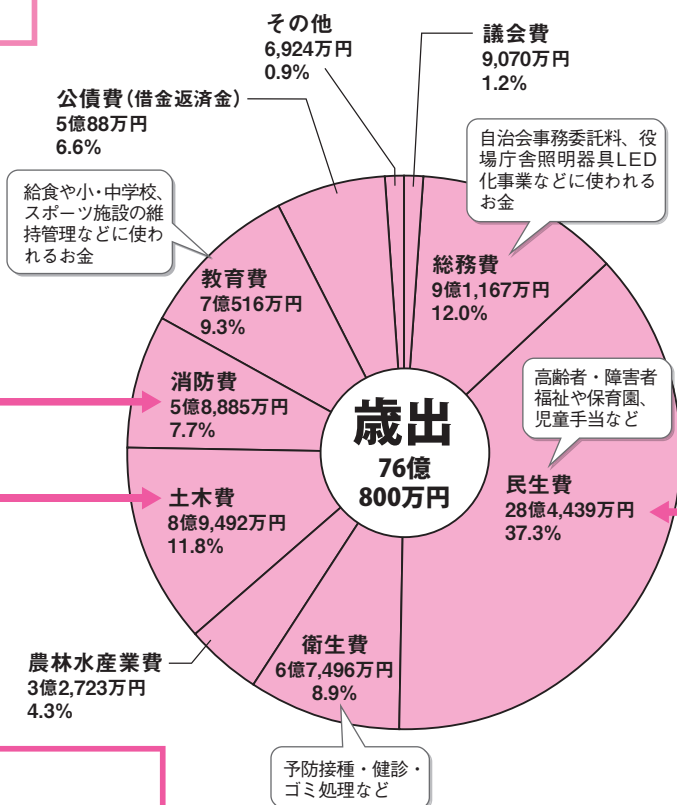 その他
6,924万円
0.9%
議会費
9,070万円
1.2%
公債費(借金返済金)
5億88万円
6.6%
自治会事務委託料、役
場庁舎照明器具LED
化事業などに使われる
お金
給食や小・中学校、
スポーツ施設の維
持管理などに使わ
れるお金
総務費
9億1,167万円
12.0%
教育費
7億516万円
9.3%
消防費
5億8,885万円
7.7%
高齢者・障害者
福祉や保育園、
児童手当など
歳出
76億
800万円
民生費
28億4,439万円
37.3%
土木費
8億9,492万円
11.8%
農林水産業費
3億2,723万円
4.3%
衛生費
6億7,496万円
8.9%
予防接種・健診・
ゴミ処理など